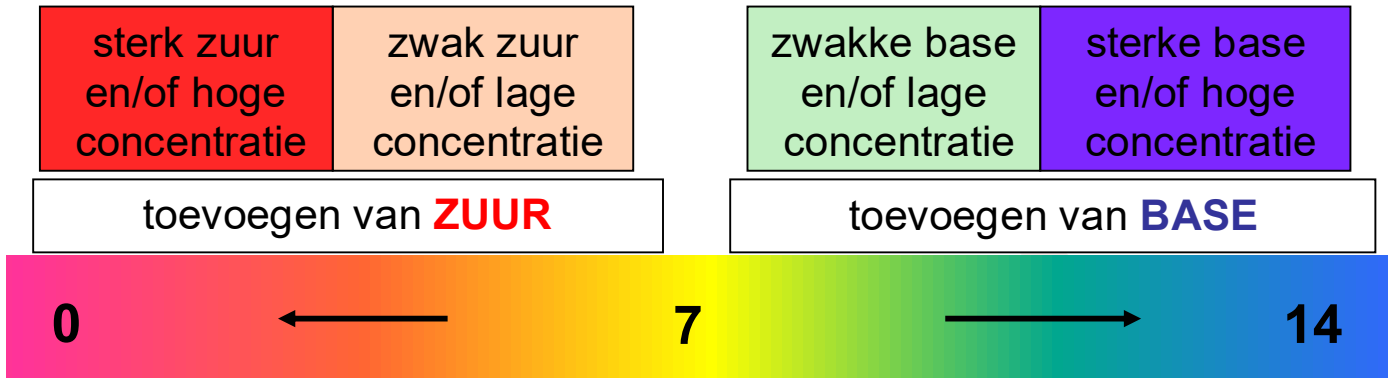 sterk zuur
en/of hoge
concentratie
zwak zuur
en/of lage
concentratie
zwakke base
en/of lage
concentratie
sterke base
en/of hoge
concentratie
toevoegen van ZUUR
toevoegen van BASE
0 7 14